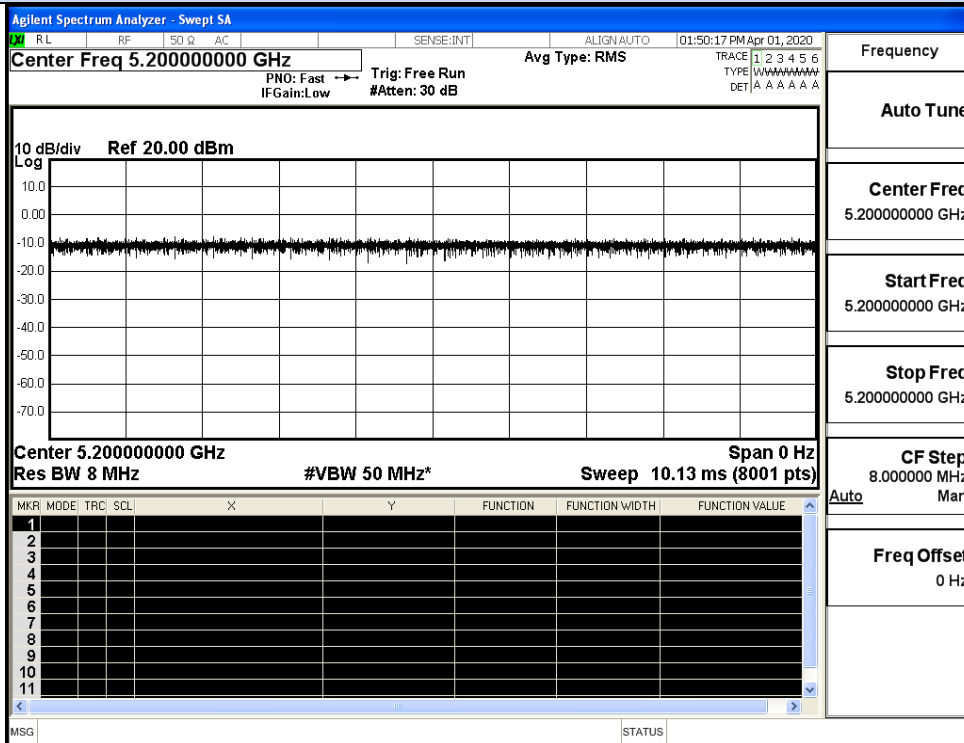 Agilent Spectrum Analyzer - Swept SA
LXI RL RF 50 Ω AC SENSE:INT ALIGN AUTO 01:50:17 PM Apr 01, 2020
Center Freq 5.200000000 GHz
PNO: Fast
IFGain:Low
Trig: Free Run
#Atten: 30 dB
Avg Type: RMS
TRACE 1 2 3 4 5 6
TYPE WWWWWW
DET A A A A A A
10 dB/div Ref 20.00 dBm
Log
10.0
0.00
-10.0
-20.0
-30.0
-40.0
-50.0
-60.0
-70.0
Center 5.200000000 GHz Span 0 Hz
Res BW 8 MHz #VBW 50 MHz* Sweep 10.13 ms (8001 pts)
MKR MODE TRC SCL X Y FUNCTION FUNCTION WIDTH FUNCTION VALUE
1
2
3
4
5
6
7
8
9
10
11
MSG STATUS
Frequency
Auto Tune
Center Freq
5.200000000 GHz
Start Freq
5.200000000 GHz
Stop Freq
5.200000000 GHz
CF Step
8.000000 MHz
Auto Man
Freq Offset
0 Hz